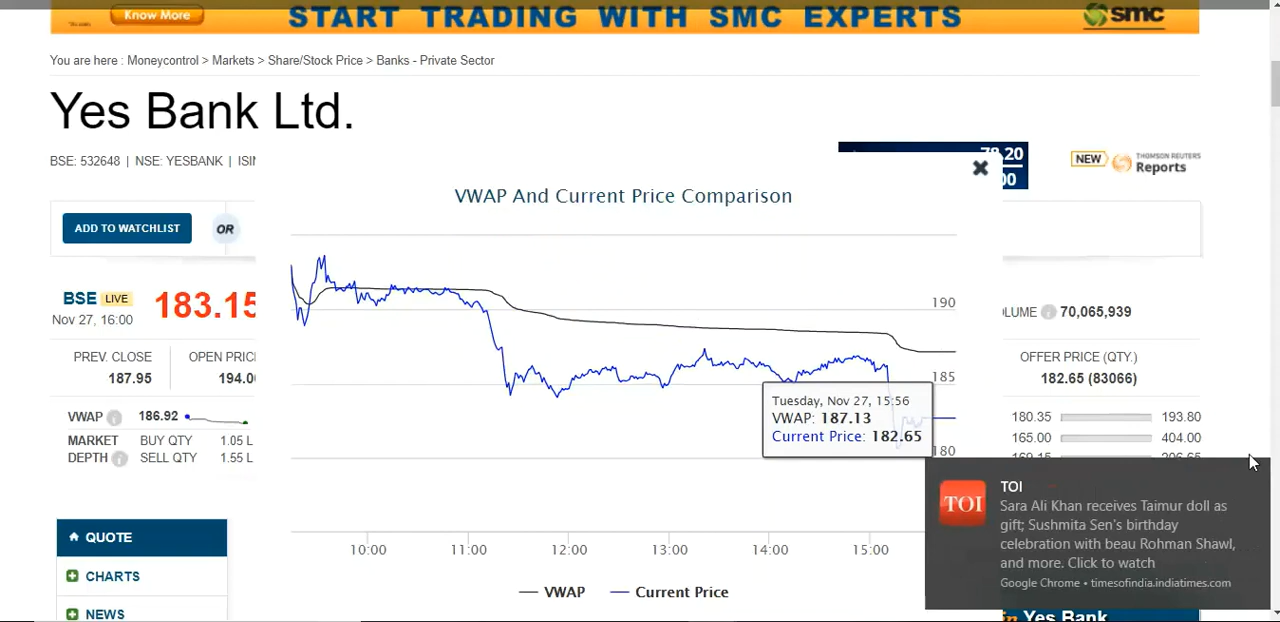 Know More
START TRADING WITH SMC EXPERTS
smc
You are here : Moneycontrol > Markets > Share/Stock Price > Banks - Private Sector
Yes Bank Ltd.
BSE: 532648 | NSE: YESBANK |
78.20
00
NEW
THOMSON REUTERS
Reports
VWAP And Current Price Comparison
ADD TO WATCHLIST
OR
BSE LIVE 183.15
Nov 27, 16:00
PREV. CLOSE
187.95
OPEN PRIC
194.0
VWAP 186.92
MARKET
DEPTH
BUY QTY 1.05 L
SELL QTY 1.55 L
190
185
180
Tuesday, Nov 27, 15:56
VWAP: 187.13
Current Price: 182.65
10:00 11:00 12:00 13:00 14:00 15:00
VWAP Current Price
LUME 70,065,939
OFFER PRICE (QTY.)
182.65 (83066)
180.35 193.80
165.00 404.00
QUOTE
CHARTS
NEWS
TOI
TOI
Sara Ali Khan receives Taimur doll as
gift; Sushmita Sen's birthday
celebration with beau Rohman Shawl,
and more. Click to watch
Google Chrome • timesofindia.indiatimes.com
in Yes Bank